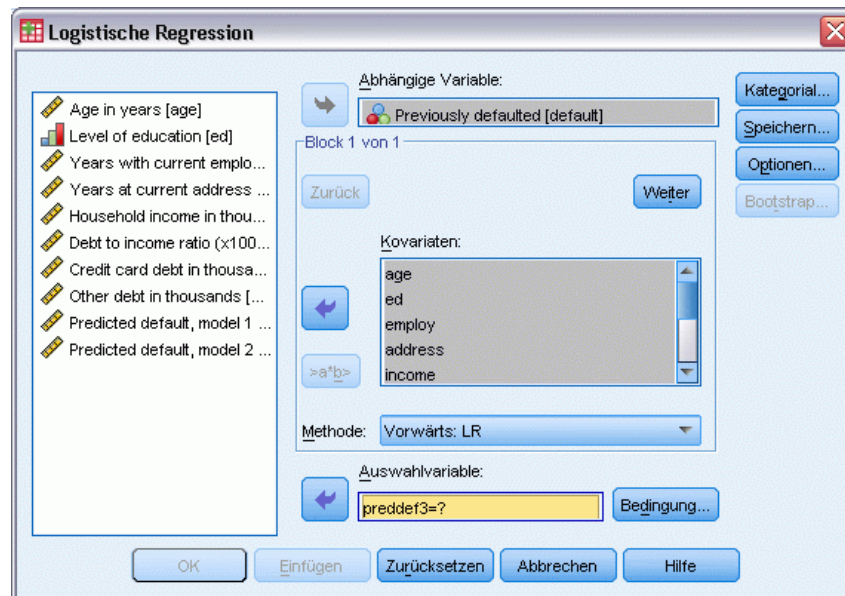 Logistische Regression
Age in years [age]
Level of education [ed]
Years with current emplo...
Years at current address ...
Household income in thou...
Debt to income ratio (x100...
Credit card debt in thousa...
Other debt in thousands [...
Predicted default, model 1 ...
Predicted default, model 2 ...
Abhängige Variable:
Previously defaulted [default]
Block 1 von 1
Zurück
Weiter
Kovariaten:
age
ed
employ
address
income
>a*b>
Methode:
Vorwärts: LR
Auswahlvariable:
preddef3=?
Bedingung...
Kategorial...
Speichern...
Optionen...
Bootstrap...
OK
Einfügen
Zurücksetzen
Abbrechen
Hilfe